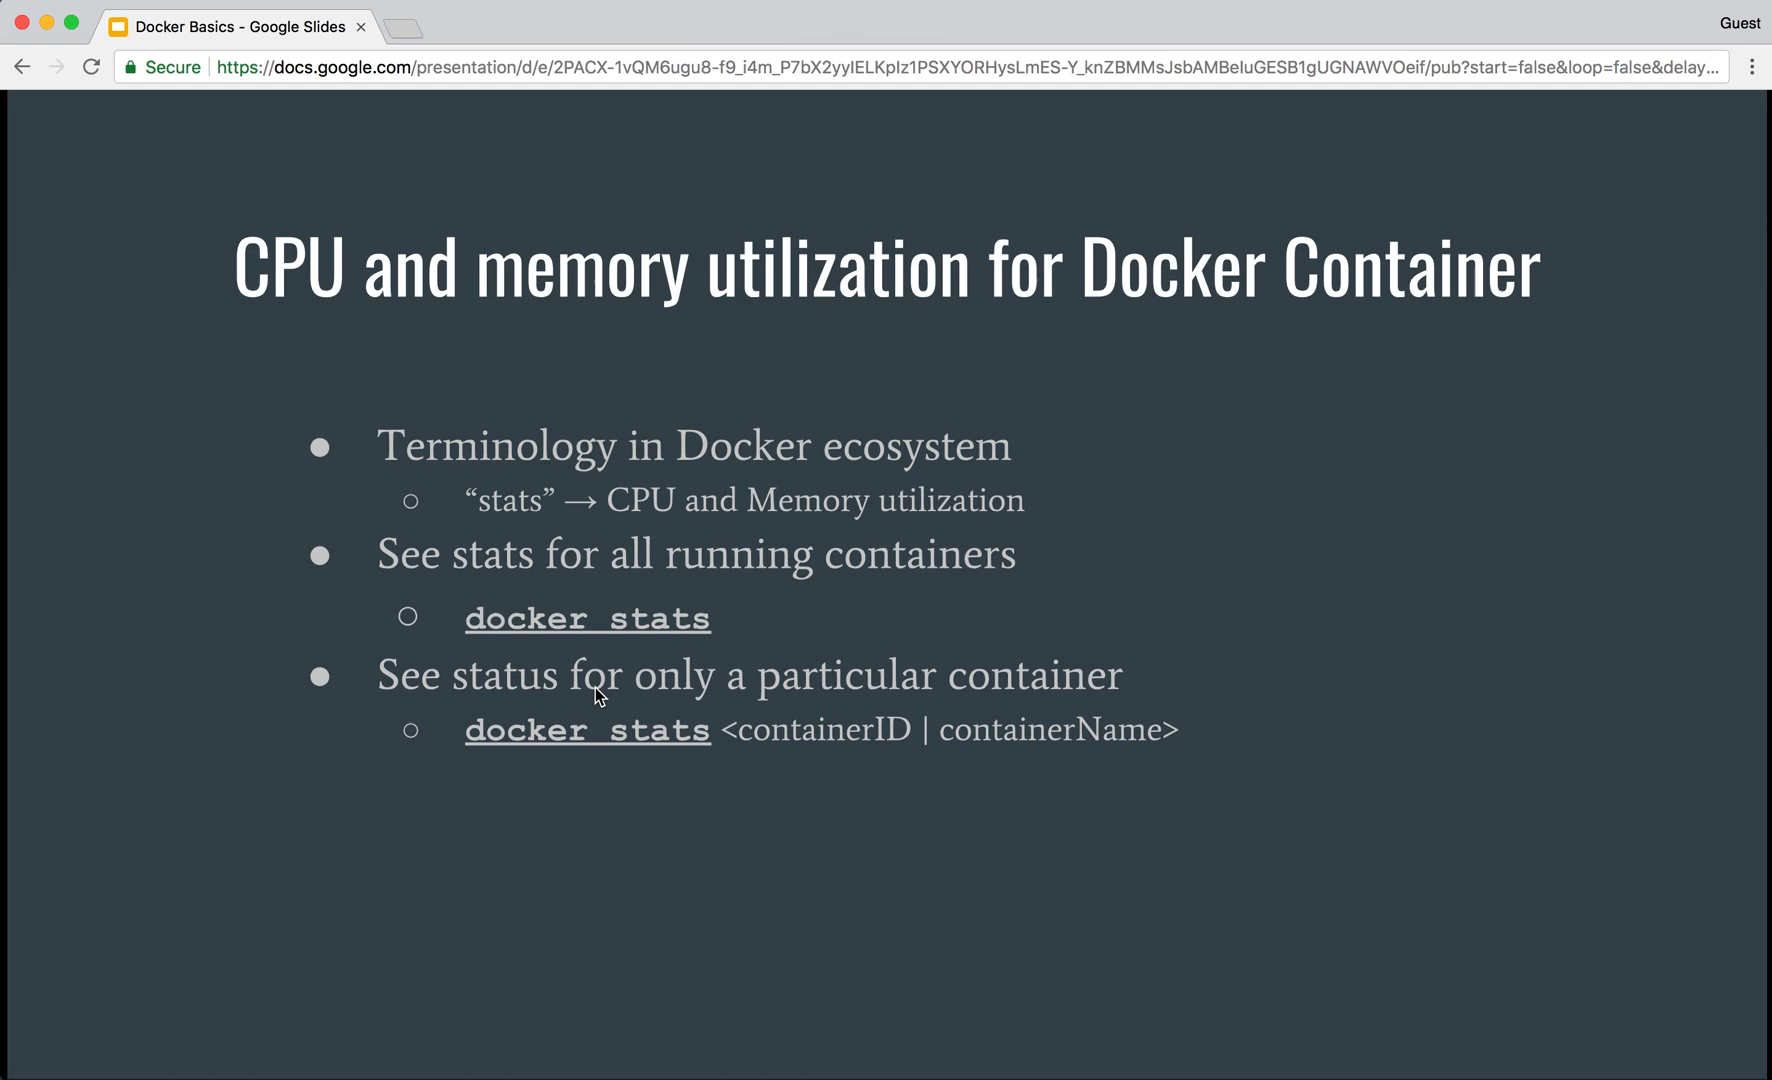 Docker Basics - Google Slides
Guest
Secure
https://docs.google.com/presentation/d/e/2PACX-1vQM6ugu8-f9_i4m_P7bX2yyIELKpIz1PSXYORHysLmES-Y_knZBMMsJsbAMBeIuGESB1gUGNAWVOeif/pub?start=false&loop=false&delay...
CPU and memory utilization for Docker Container
● Terminology in Docker ecosystem
○ “stats” → CPU and Memory utilization
● See stats for all running containers
○ docker stats
● See status for only a particular container
○ docker stats <containerID | containerName>